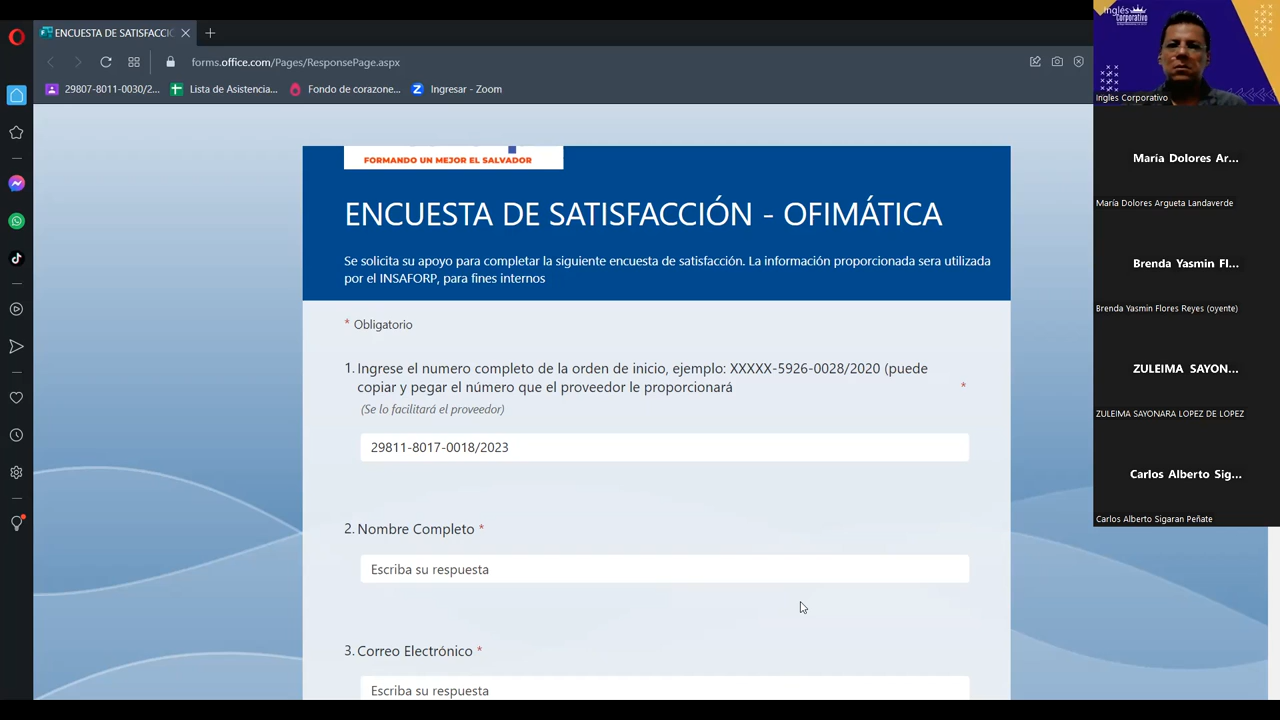 ENCUESTA DE SATISFACCIÓ
forms.office.com/Pages/ResponsePage.aspx
29807-8011-0030/2...
Lista de Asistencia...
Fondo de corazone...
Ingresar - Zoom
FORMANDO UN MEJOR EL SALVADOR
ENCUESTA DE SATISFACCIÓN - OFIMÁTICA
Se solicita su apoyo para completar la siguiente encuesta de satisfacción. La información proporcionada sera utilizada
por el INSAFORP, para fines internos
* Obligatorio
1. Ingrese el numero completo de la orden de inicio, ejemplo: XXXXX-5926-0028/2020 (puede
copiar y pegar el número que el proveedor le proporcionará *
(Se lo facilitará el proveedor)
29811-8017-0018/2023
2. Nombre Completo *
Escriba su respuesta
3. Correo Electrónico *
Escriba su respuesta
Inglés
Corporativo
Ingles Corporativo
María Dolores Ar...
María Dolores Argueta Landaverde
Brenda Yasmin Fl...
Brenda Yasmin Flores Reyes (oyente)
ZULEIMA SAYON...
ZULEIMA SAYONARA LOPEZ DE LOPEZ
Carlos Alberto Sig...
Carlos Alberto Sigaran Peñate